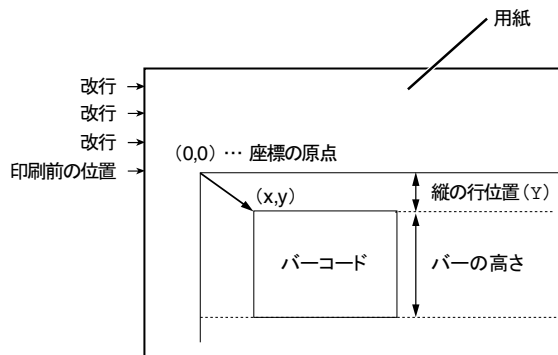 用紙
改行
改行
改行
印刷前の位置
(0,0) … 座標の原点
(x,y)
縦の行位置(Y)
バーコード
バーの高さ